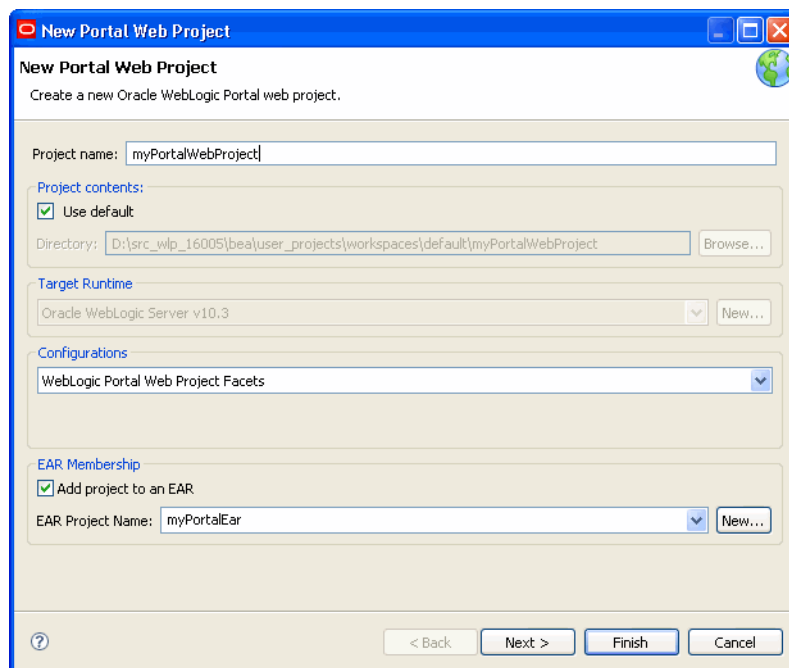 New Portal Web Project
New Portal Web Project
Create a new Oracle WebLogic Portal web project.
Project name: myPortalWebProject
Project contents:
Use default
Directory: D:\src_wlp_16005\bea\user_projects\workspaces\default\myPortalWebProject Browse...
Target Runtime
Oracle WebLogic Server v10.3 New...
Configurations
WebLogic Portal Web Project Facets
EAR Membership
Add project to an EAR
EAR Project Name: myPortalEar New...
? < Back Next > Finish Cancel